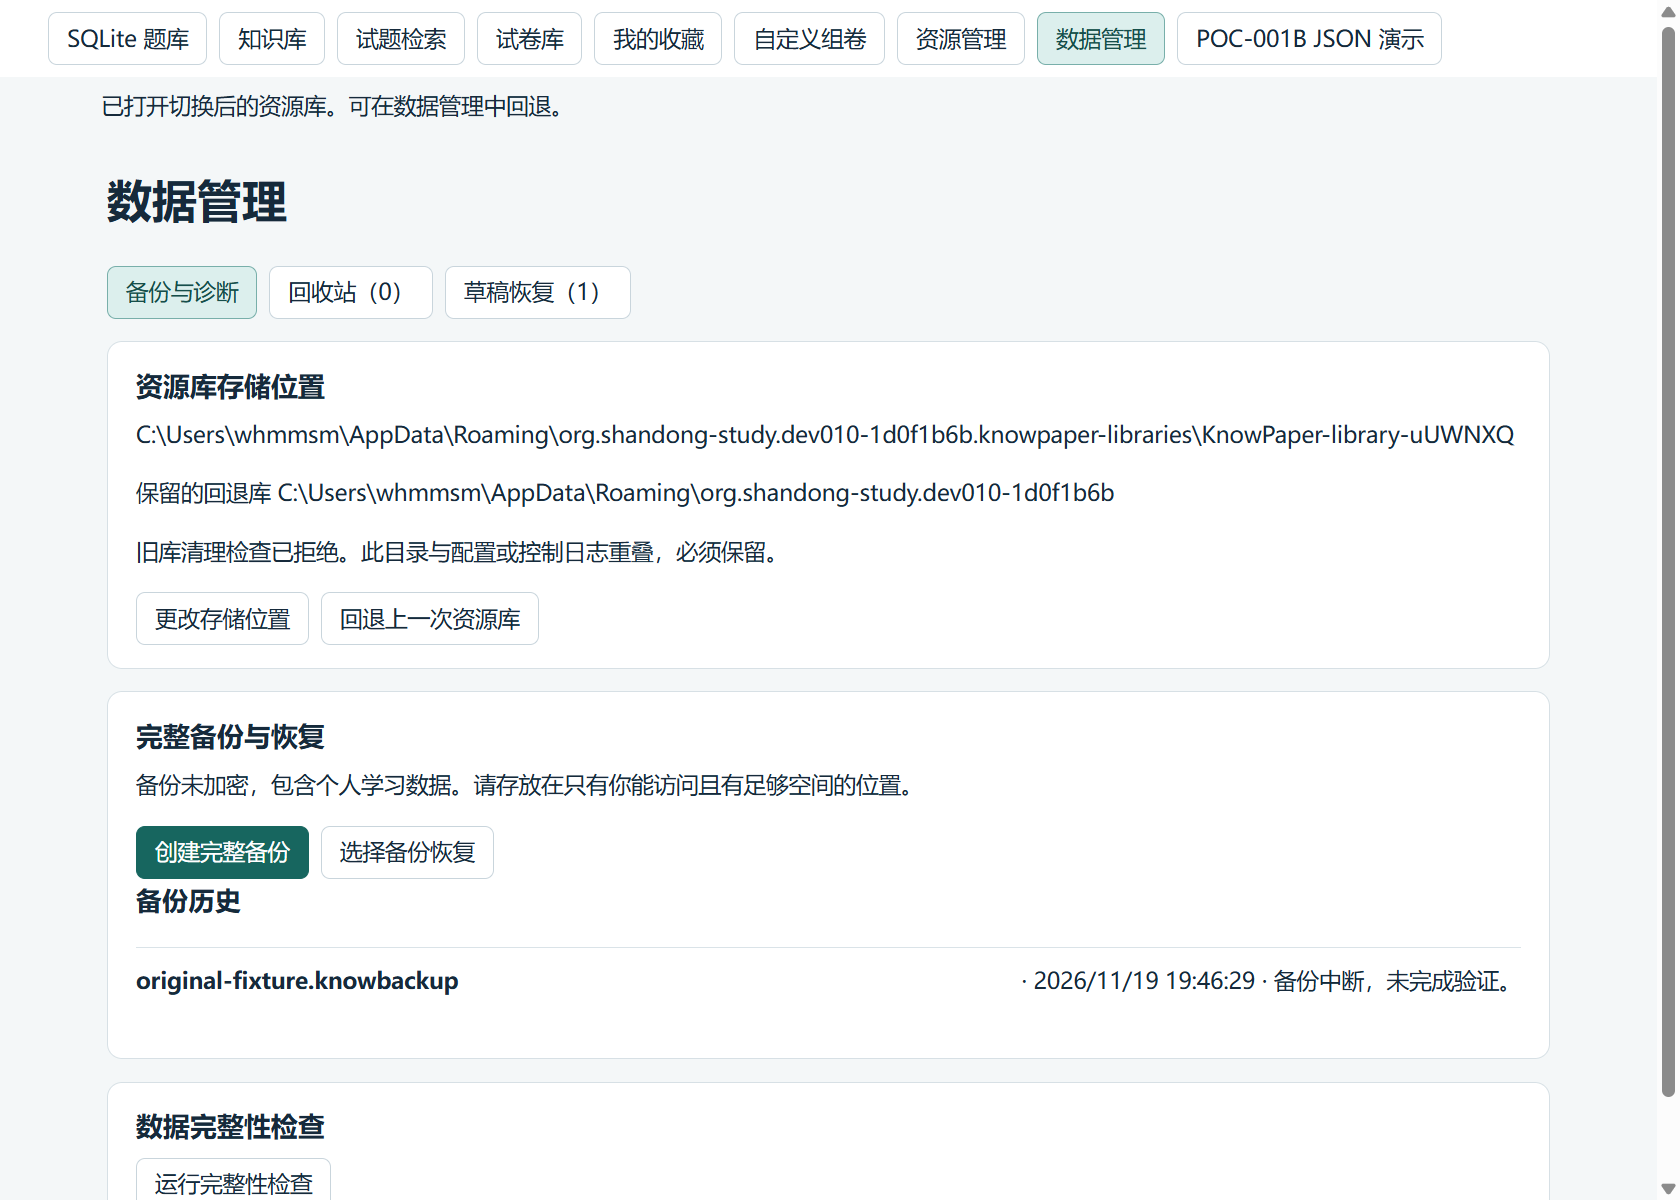 SQLite 题库
知识库
试题检索
试卷库
我的收藏
自定义组卷
资源管理
数据管理
POC-001B JSON 演示
已打开切换后的资源库。可在数据管理中回退。
数据管理
备份与诊断
回收站（0）
草稿恢复（1）
资源库存储位置
C:\Users\whmmsm\AppData\Roaming\org.shandong-study.dev010-1d0f1b6b.knowpaper-libraries\KnowPaper-library-uUWNXQ
保留的回退库 C:\Users\whmmsm\AppData\Roaming\org.shandong-study.dev010-1d0f1b6b
旧库清理检查已拒绝。此目录与配置或控制日志重叠，必须保留。
更改存储位置
回退上一次资源库
完整备份与恢复
备份未加密，包含个人学习数据。请存放在只有你能访问且有足够空间的位置。
创建完整备份
选择备份恢复
备份历史
original-fixture.knowbackup
· 2026/11/19 19:46:29 · 备份中断，未完成验证。
数据完整性检查
运行完整性检查